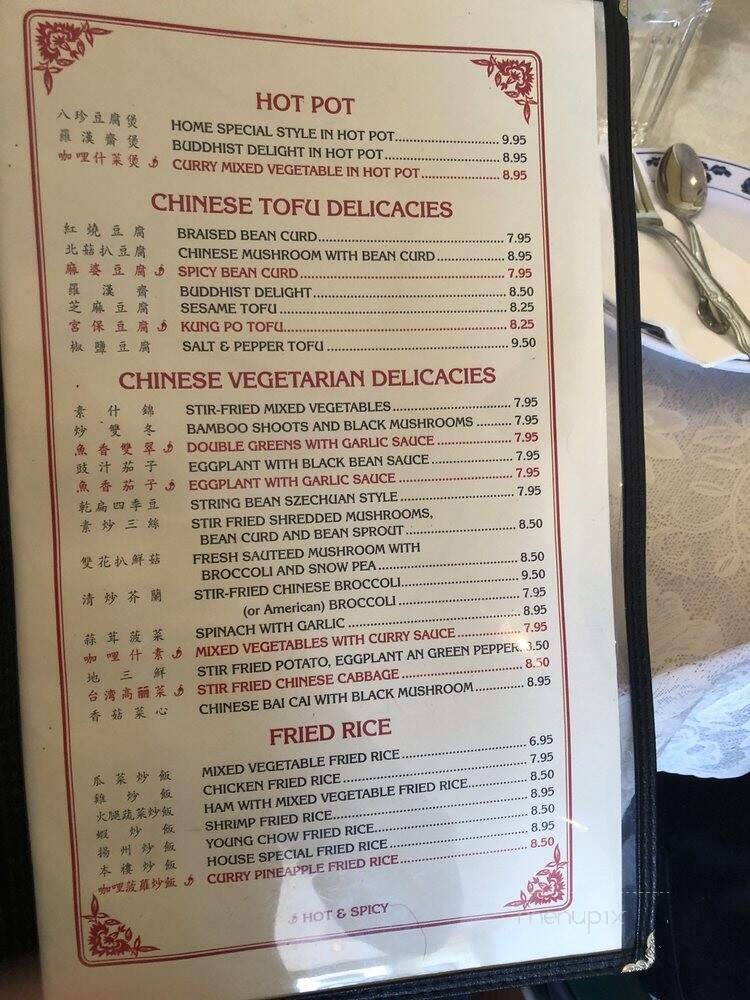 HOT POT
八珍豆腐煲 HOME SPECIAL STYLE IN HOT POT 9.95
羅漢齋煲 BUDDHIST DELIGHT IN HOT POT 8.95
咖哩什菜煲 CURRY MIXED VEGETABLE IN HOT POT 8.95
CHINESE TOFU DELICACIES
紅燒豆腐 BRAISED BEAN CURD 7.95
北菇扒豆腐 CHINESE MUSHROOM WITH BEAN CURD 8.95
麻婆豆腐 SPICY BEAN CURD 7.95
羅漢齋 BUDDHIST DELIGHT 8.50
芝麻豆腐 SESAME TOFU 8.25
宮保豆腐 KUNG PO TOFU 8.25
椒鹽豆腐 SALT & PEPPER TOFU 9.50
CHINESE VEGETARIAN DELICACIES
素什錦 STIR-FRIED MIXED VEGETABLES 7.95
炒雙冬 BAMBOO SHOOTS AND BLACK MUSHROOMS 7.95
魚香雙翠 DOUBLE GREENS WITH GARLIC SAUCE 7.95
豉汁茄子 EGGPLANT WITH BLACK BEAN SAUCE 7.95
魚香茄子 EGGPLANT WITH GARLIC SAUCE 7.95
乾扁四季豆 STRING BEAN SZECHUAN STYLE 7.95
素炒三絲 STIR FRIED SHREDDED MUSHROOMS,
BEAN CURD AND BEAN SPROUT 8.50
雙花扒鮮菇 FRESH SAUTEED MUSHROOM WITH
BROCCOLI AND SNOW PEA 8.50
清炒芥蘭 STIR-FRIED CHINESE BROCCOLI 9.50
(or American) BROCCOLI 7.95
蒜茸菠菜 SPINACH WITH GARLIC 8.95
咖哩什素 MIXED VEGETABLES WITH CURRY SAUCE 7.95
地三鮮 STIR FRIED POTATO, EGGPLANT AN GREEN PEPPER .50
台湾高麗菜 STIR FRIED CHINESE CABBAGE 8.50
香菇菜心 CHINESE BAI CAI WITH BLACK MUSHROOM 8.95
FRIED RICE
瓜菜炒飯 MIXED VEGETABLE FRIED RICE 6.95
雞炒飯 CHICKEN FRIED RICE 7.95
火腿蔬菜炒飯 HAM WITH MIXED VEGETABLE FRIED RICE 8.50
蝦炒飯 SHRIMP FRIED RICE 8.95
揚州炒飯 YOUNG CHOW FRIED RICE 8.50
本樓炒飯 HOUSE SPECIAL FRIED RICE 8.95
咖哩菠蘿炒飯 CURRY PINEAPPLE FRIED RICE 8.50
HOT & SPICY
menupix